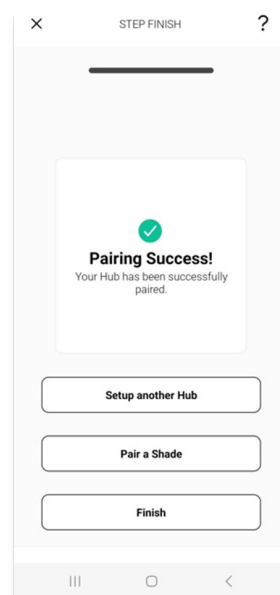 STEP FINISH ?
Pairing Success!
Your Hub has been successfully
paired.
Setup another Hub
Pair a Shade
Finish